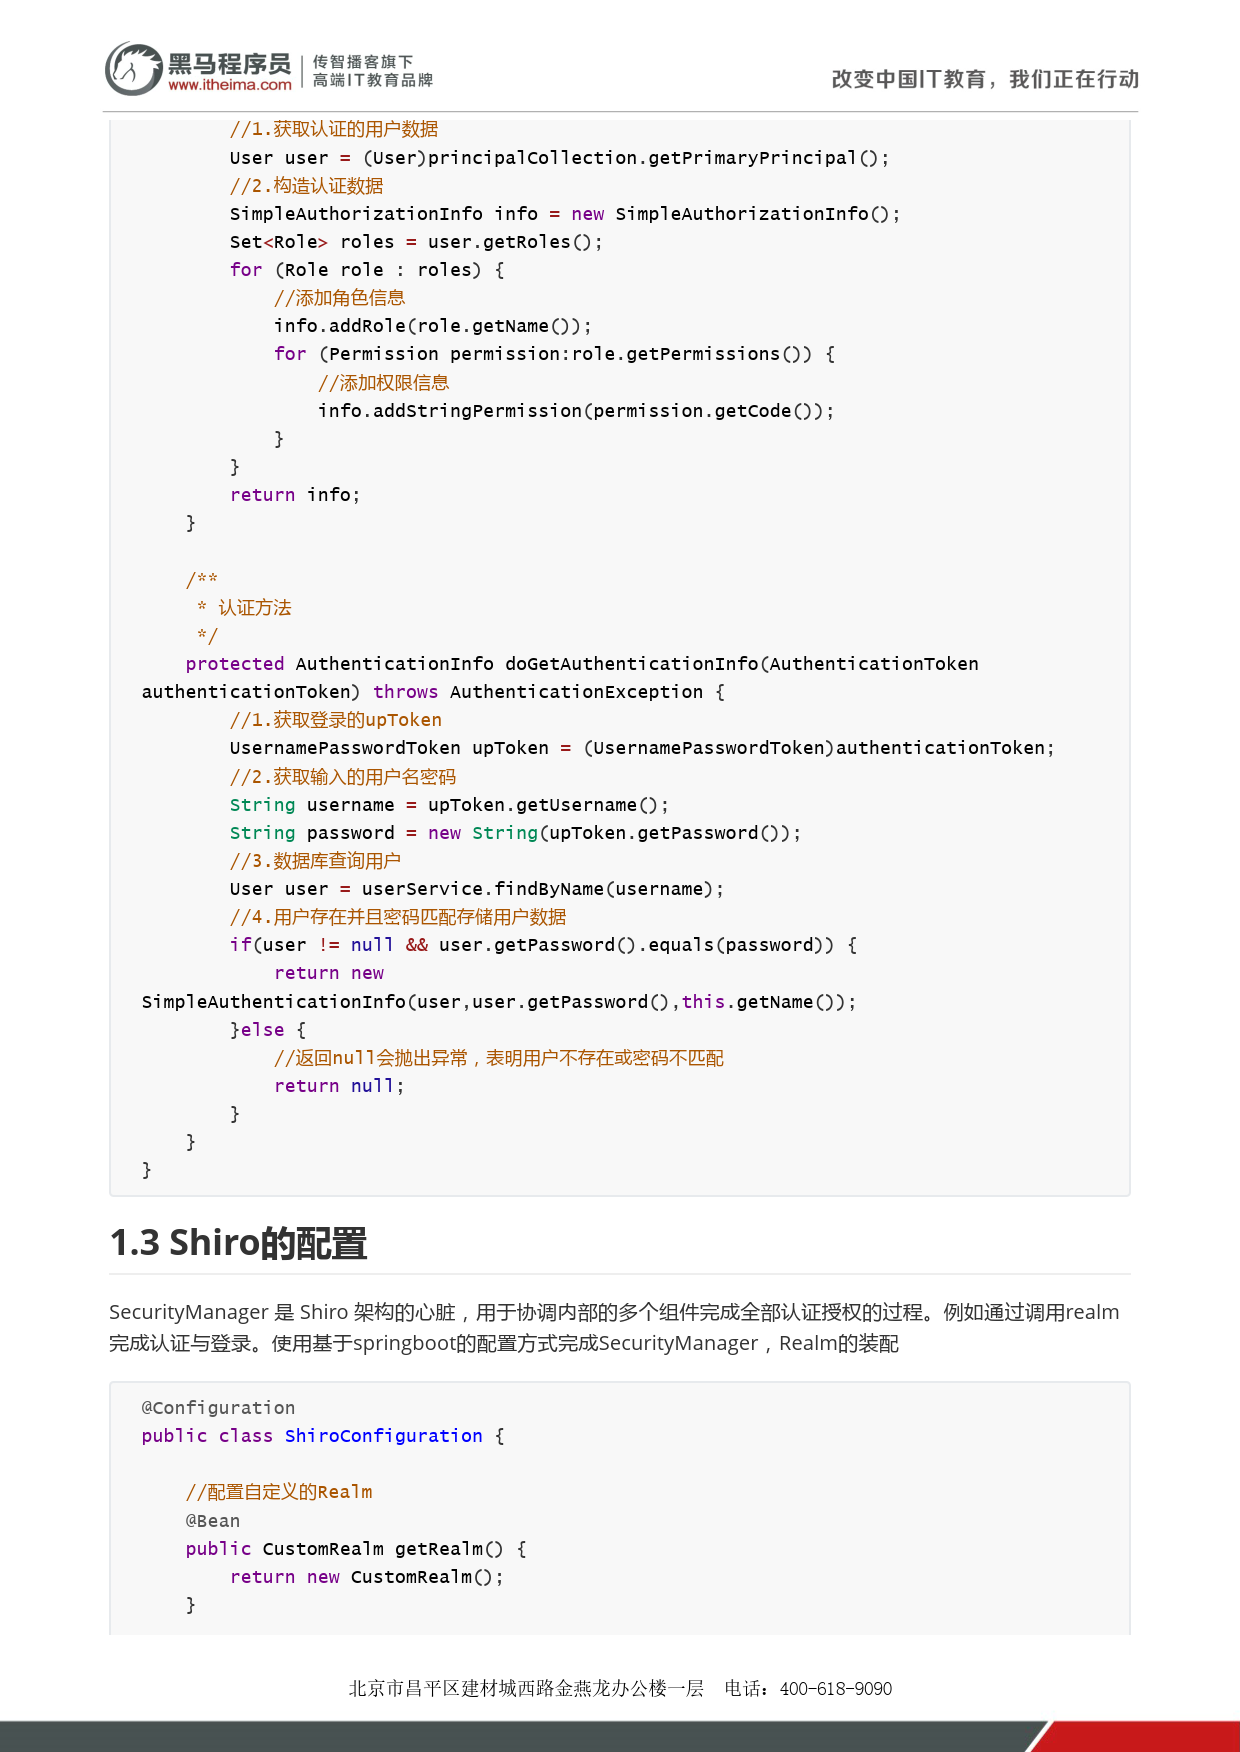 黑马程序员
www.itheima.com
传智播客旗下
高端IT教育品牌
改变中国IT教育，我们正在行动
        //1.获取认证的用户数据
        User user = (User)principalCollection.getPrimaryPrincipal();
        //2.构造认证数据
        SimpleAuthorizationInfo info = new SimpleAuthorizationInfo();
        Set<Role> roles = user.getRoles();
        for (Role role : roles) {
            //添加角色信息
            info.addRole(role.getName());
            for (Permission permission:role.getPermissions()) {
                //添加权限信息
                info.addStringPermission(permission.getCode());
            }
        }
        return info;
    }
    /**
     * 认证方法
     */
    protected AuthenticationInfo doGetAuthenticationInfo(AuthenticationToken
authenticationToken) throws AuthenticationException {
        //1.获取登录的upToken
        UsernamePasswordToken upToken = (UsernamePasswordToken)authenticationToken;
        //2.获取输入的用户名密码
        String username = upToken.getUsername();
        String password = new String(upToken.getPassword());
        //3.数据库查询用户
        User user = userService.findByName(username);
        //4.用户存在并且密码匹配存储用户数据
        if(user != null && user.getPassword().equals(password)) {
            return new
SimpleAuthenticationInfo(user,user.getPassword(),this.getName());
        }else {
            //返回null会抛出异常，表明用户不存在或密码不匹配
            return null;
        }
    }
}
1.3 Shiro的配置
SecurityManager 是 Shiro 架构的心脏，用于协调内部的多个组件完成全部认证授权的过程。例如通过调用realm
完成认证与登录。使用基于springboot的配置方式完成SecurityManager，Realm的装配
@Configuration
public class ShiroConfiguration {
    //配置自定义的Realm
    @Bean
    public CustomRealm getRealm() {
        return new CustomRealm();
    }
北京市昌平区建材城西路金燕龙办公楼一层 电话：400-618-9090